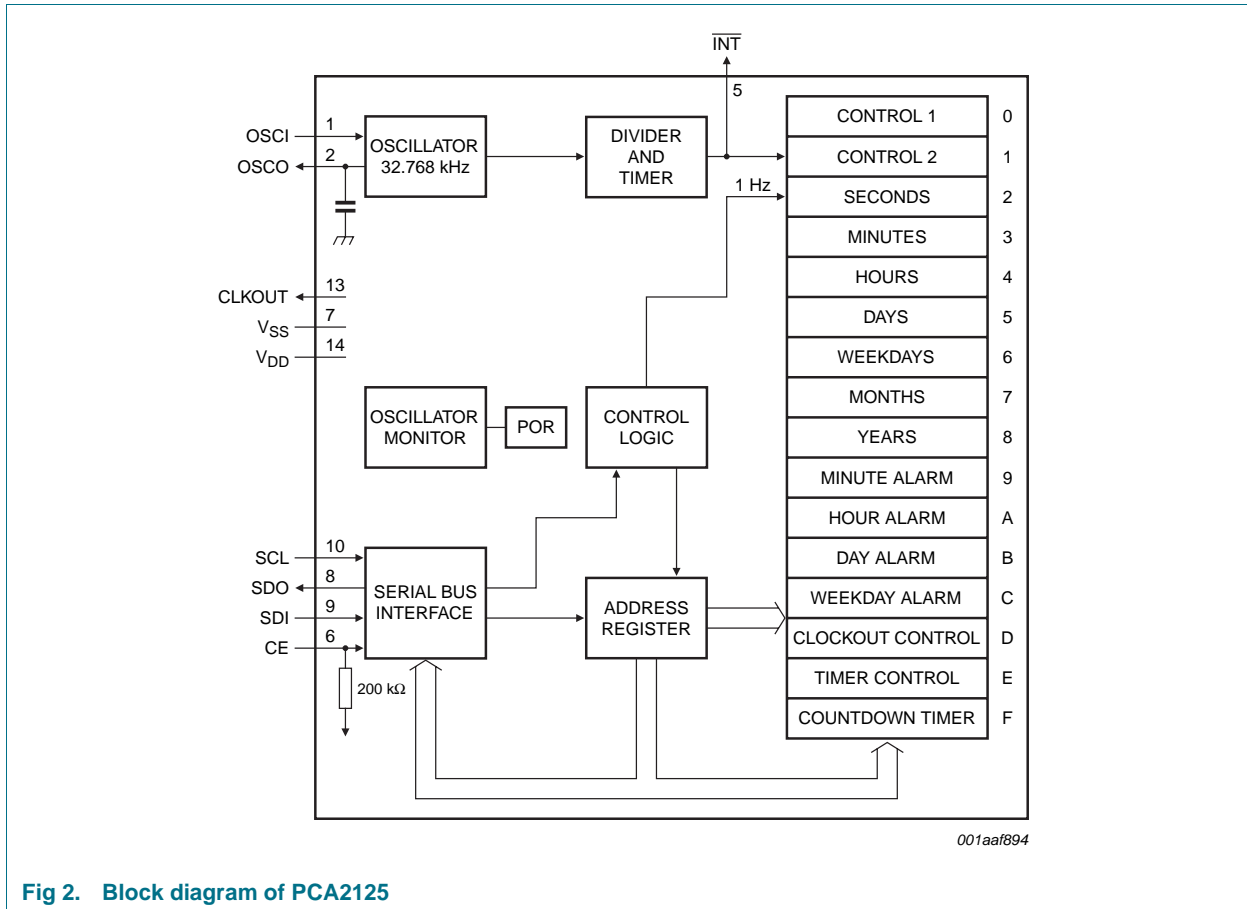 INT
5
OSCI
1
OSCO
2
OSCILLATOR
32.768 kHz
DIVIDER
AND
TIMER
1 Hz
CLKOUT
13
VSS
7
VDD
14
OSCILLATOR
MONITOR
POR
CONTROL
LOGIC
SCL
10
SDO
8
SDI
9
CE
6
SERIAL BUS
INTERFACE
200 kΩ
ADDRESS
REGISTER
CONTROL 1 0
CONTROL 2 1
SECONDS 2
MINUTES 3
HOURS 4
DAYS 5
WEEKDAYS 6
MONTHS 7
YEARS 8
MINUTE ALARM 9
HOUR ALARM A
DAY ALARM B
WEEKDAY ALARM C
CLOCKOUT CONTROL D
TIMER CONTROL E
COUNTDOWN TIMER F
001aaf894
Fig 2. Block diagram of PCA2125